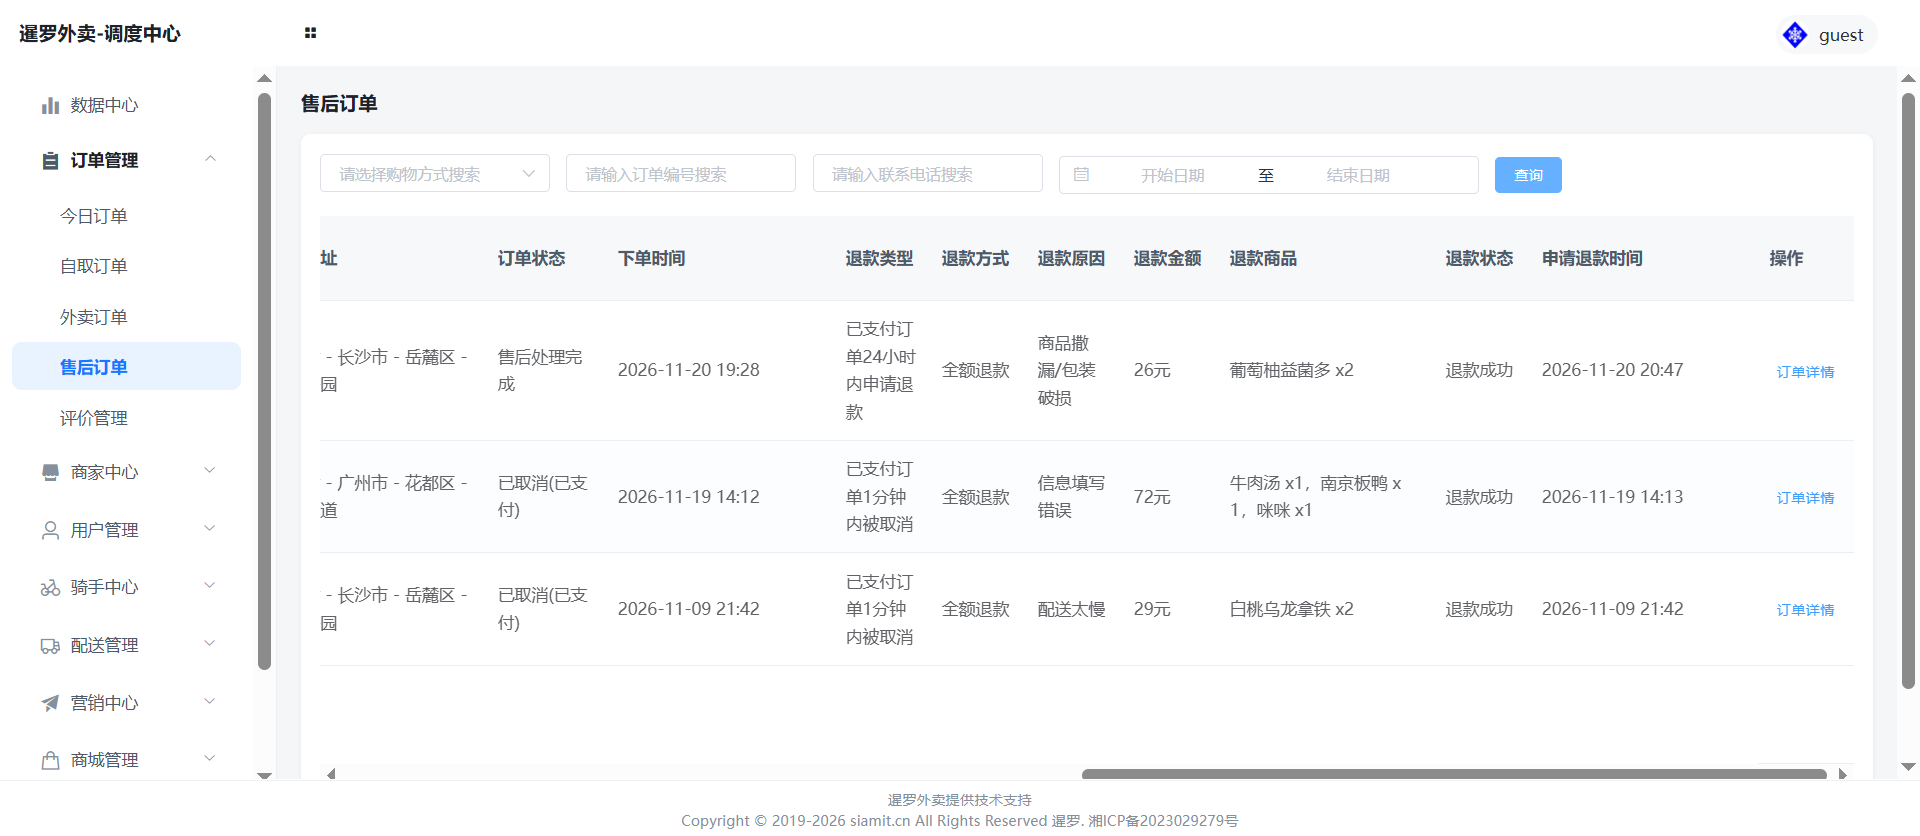 暹罗外卖-调度中心
guest
数据中心
订单管理
今日订单
自取订单
外卖订单
售后订单
评价管理
商家中心
用户管理
骑手中心
配送管理
营销中心
商城管理
售后订单
请选择购物方式搜索
请输入订单编号搜索
请输入联系电话搜索
开始日期
至
结束日期
查询
址
订单状态
下单时间
退款类型
退款方式
退款原因
退款金额
退款商品
退款状态
申请退款时间
操作
- 长沙市 - 岳麓区 -
园
售后处理完
成
2026-11-20 19:28
已支付订
单24小时
内申请退
款
全额退款
商品撒
漏/包装
破损
26元
葡萄柚益菌多 x2
退款成功
2026-11-20 20:47
订单详情
- 广州市 - 花都区 -
道
已取消(已支
付)
2026-11-19 14:12
已支付订
单1分钟
内被取消
全额退款
信息填写
错误
72元
牛肉汤 x1，南京板鸭 x
1，咪咪 x1
退款成功
2026-11-19 14:13
订单详情
- 长沙市 - 岳麓区 -
园
已取消(已支
付)
2026-11-09 21:42
已支付订
单1分钟
内被取消
全额退款
配送太慢
29元
白桃乌龙拿铁 x2
退款成功
2026-11-09 21:42
订单详情
暹罗外卖提供技术支持
Copyright © 2019-2026 siamit.cn All Rights Reserved 暹罗. 湘ICP备2023029279号